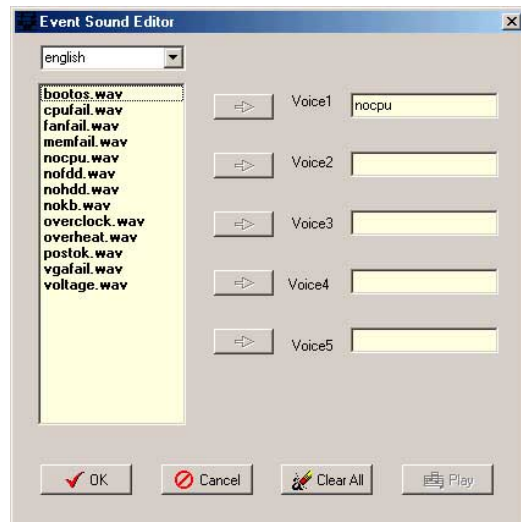 Event Sound Editor
english
bootos.wav
cpufail.wav
fanfail.wav
memfail.wav
nocpu.wav
nofdd.wav
nohdd.wav
nokb.wav
overclock.wav
overheat.wav
postok.wav
vgafail.wav
voltage.wav
Voice1 nocpu
Voice2
Voice3
Voice4
Voice5
OK Cancel Clear All Play